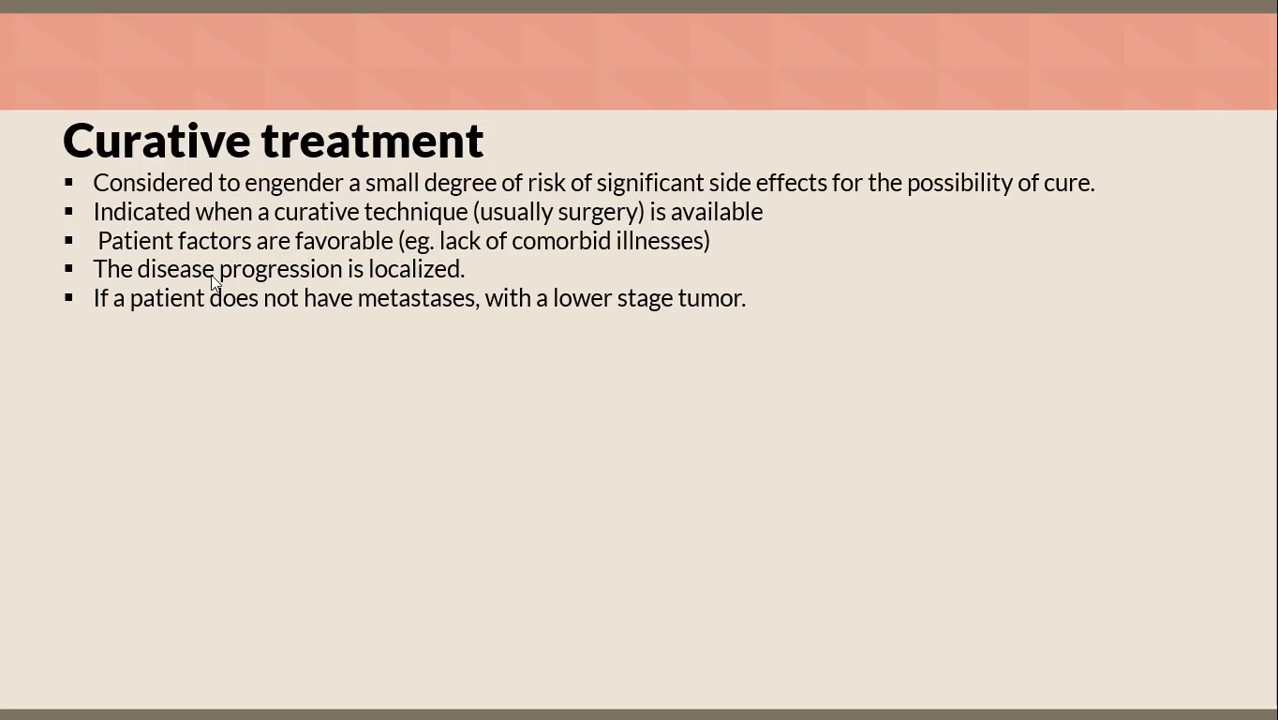 Curative treatment
▪ Considered to engender a small degree of risk of significant side effects for the possibility of cure.
▪ Indicated when a curative technique (usually surgery) is available
▪ Patient factors are favorable (eg. lack of comorbid illnesses)
▪ The disease progression is localized.
▪ If a patient does not have metastases, with a lower stage tumor.